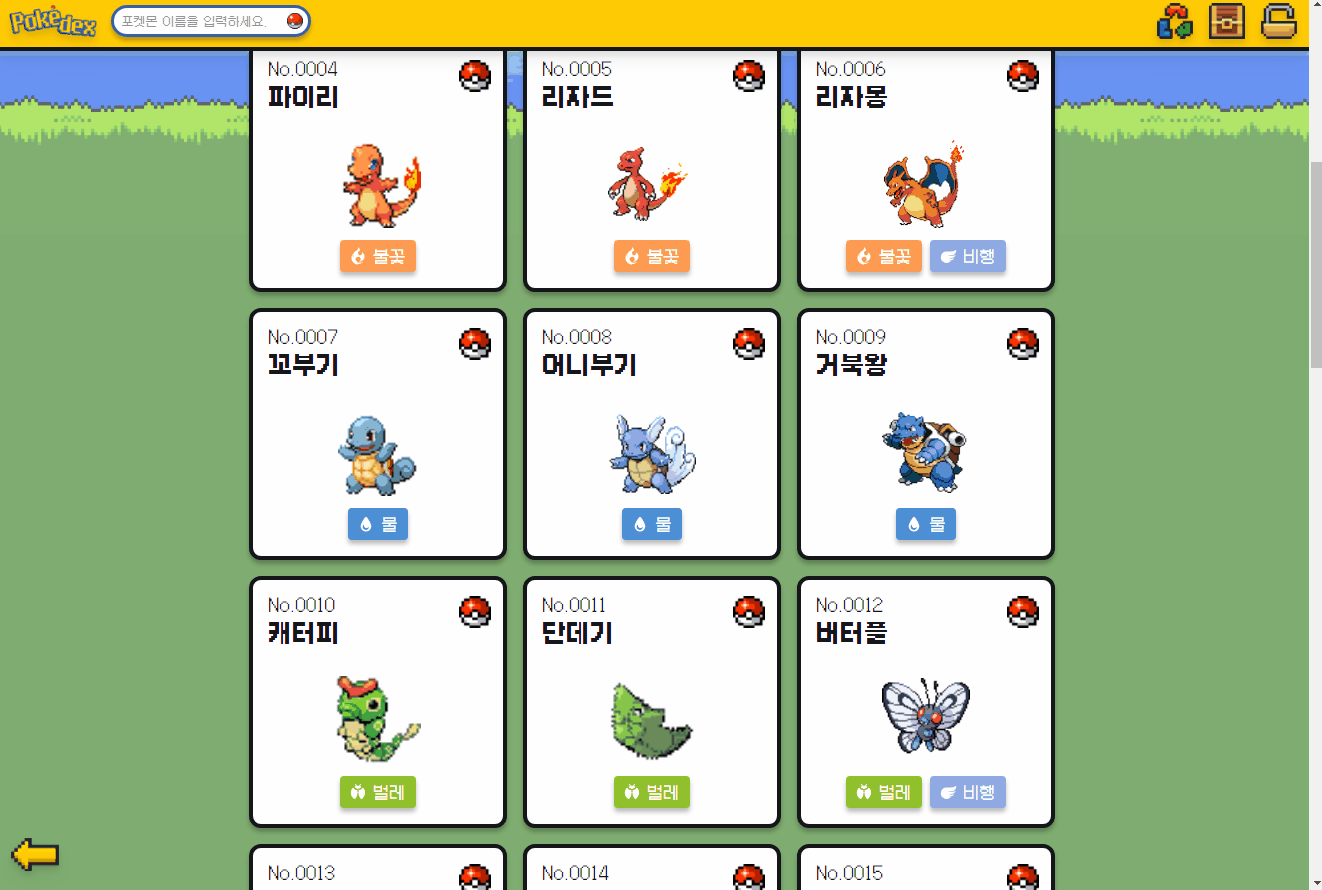 Pokédex
포켓몬 이름을 입력하세요.
No.0004
파이리
불꽃
No.0005
리자드
불꽃
No.0006
리자몽
불꽃 비행
No.0007
꼬부기
물
No.0008
어니부기
물
No.0009
거북왕
물
No.0010
캐터피
벌레
No.0011
단데기
벌레
No.0012
버터플
벌레 비행
No.0013
No.0014
No.0015